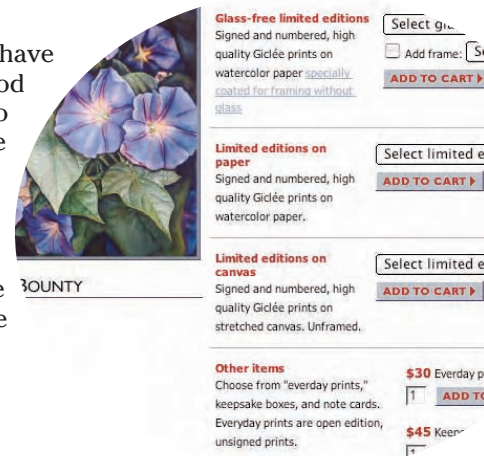 have
od
o
e
e
e
BOUNTY
Glass-free limited editions
Signed and numbered, high
quality Giclée prints on
watercolor paper specially
coated for framing without
glass
Select
Add frame:
ADD TO CART
Limited editions on
paper
Signed and numbered, high
quality Giclée prints on
watercolor paper.
Select limited e
ADD TO CART
Limited editions on
canvas
Signed and numbered, high
quality Giclée prints on
stretched canvas. Unframed.
Select limited e
ADD TO CART
Other items
Choose from "everday prints,"
keepsake boxes, and note cards.
Everyday prints are open edition,
unsigned prints.
$30 Everday p
1 ADD TO
$45